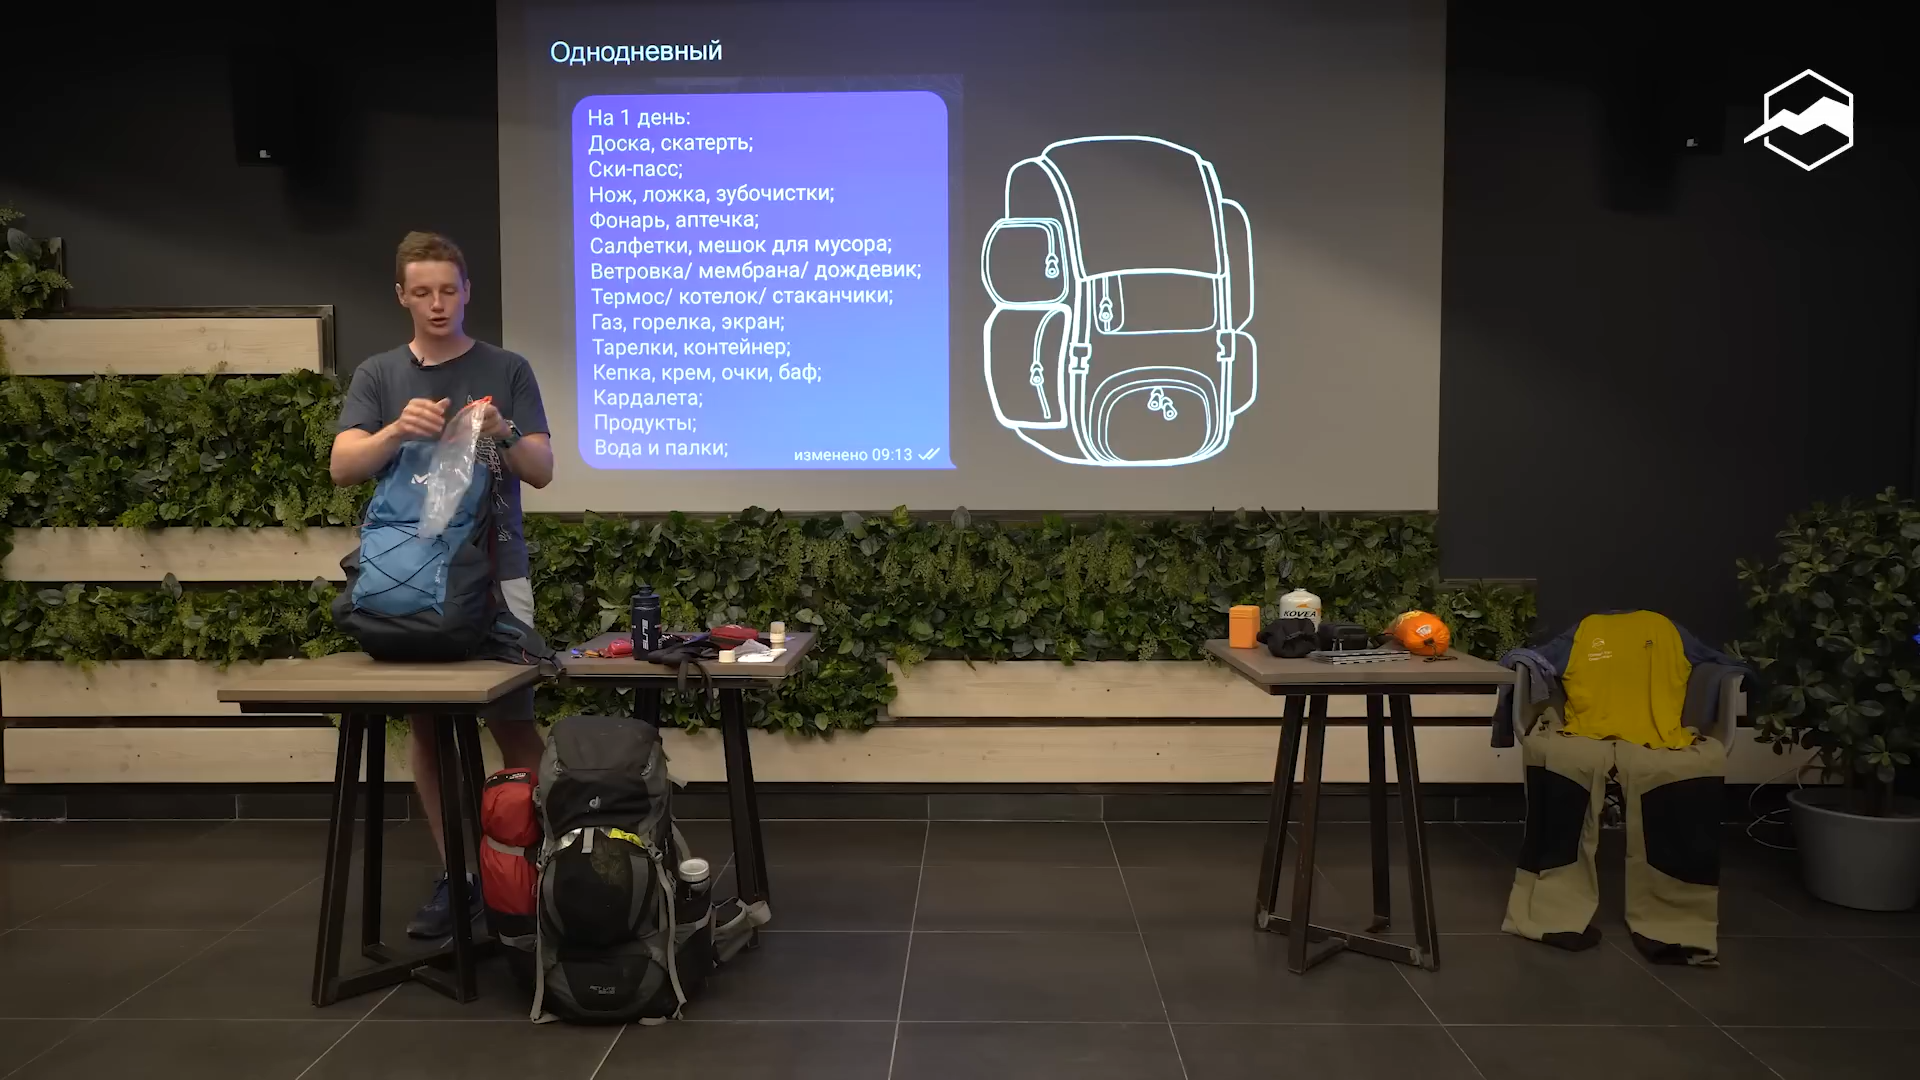 Однодневный
На 1 день:
Доска, скатерть;
Ски-пасс;
Нож, ложка, зубочистки;
Фонарь, аптечка;
Салфетки, мешок для мусора;
Ветровка/ мембрана/ дождевик;
Термос/ котелок/ стаканчики;
Газ, горелка, экран;
Тарелки, контейнер;
Кепка, крем, очки, баф;
Кардалета;
Продукты;
Вода и палки;
изменено 09:13
KOVEA
ELITE